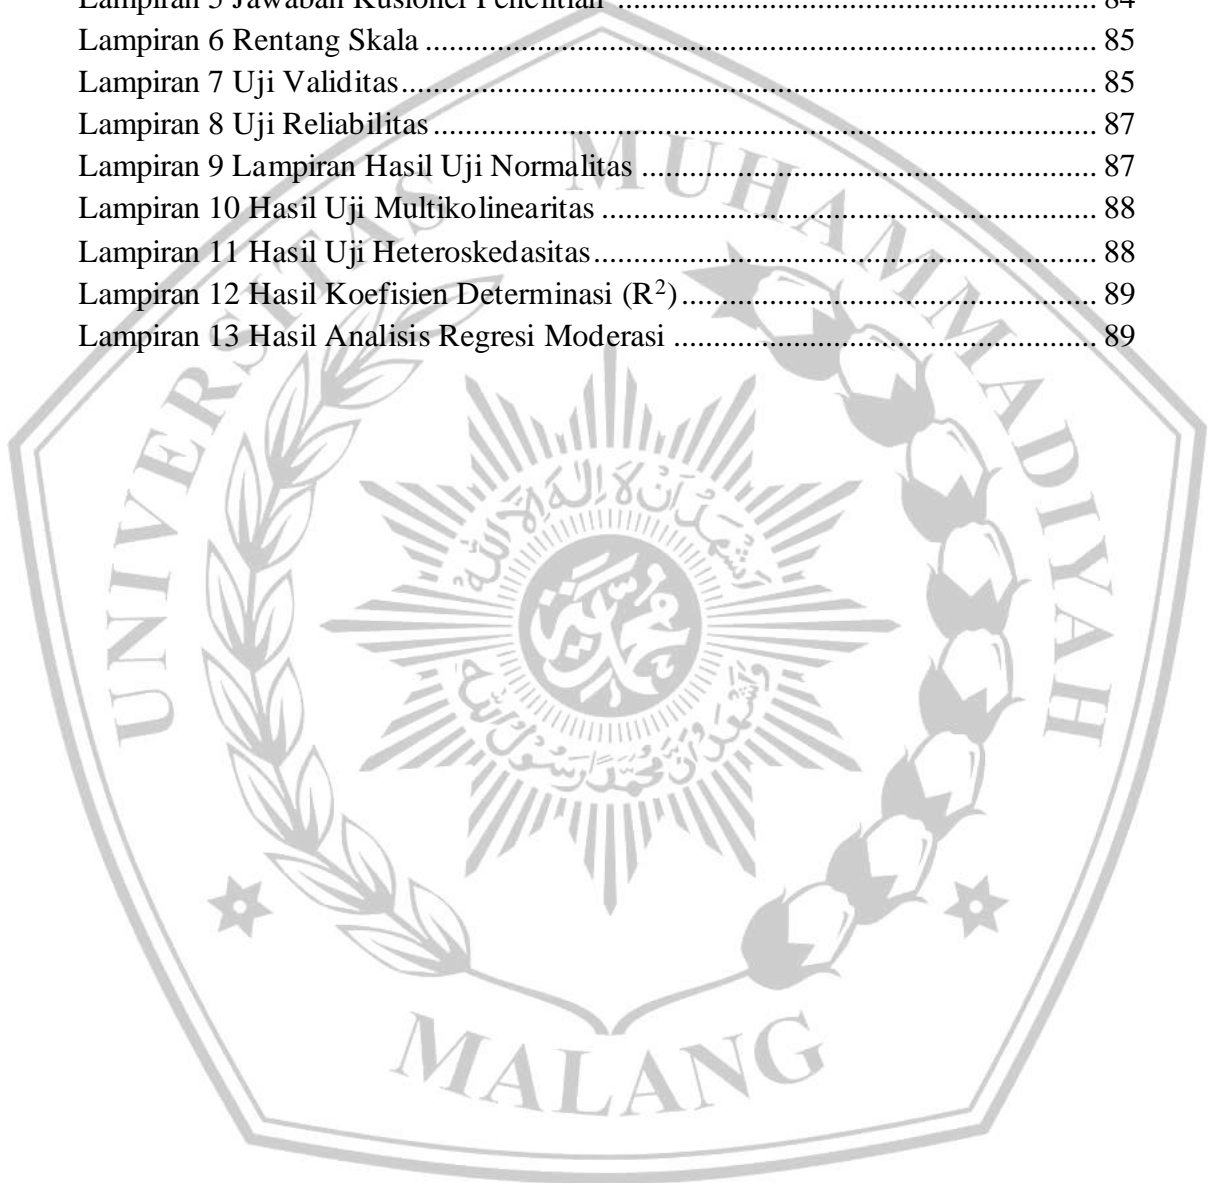 Lampiran 5 Jawaban Kusioner Penelitian ............................................................ 84
Lampiran 6 Rentang Skala .................................................................................... 85
Lampiran 7 Uji Validitas....................................................................................... 85
Lampiran 8 Uji Reliabilitas................................................................................... 87
Lampiran 9 Lampiran Hasil Uji Normalitas ......................................................... 87
Lampiran 10 Hasil Uji Multikolinearitas .............................................................. 88
Lampiran 11 Hasil Uji Heteroskedasitas............................................................... 88
Lampiran 12 Hasil Koefisien Determinasi (R²).................................................... 89
Lampiran 13 Hasil Analisis Regresi Moderasi ..................................................... 89
UNIVERSITAS MUHAMMADIYAH
MALANG